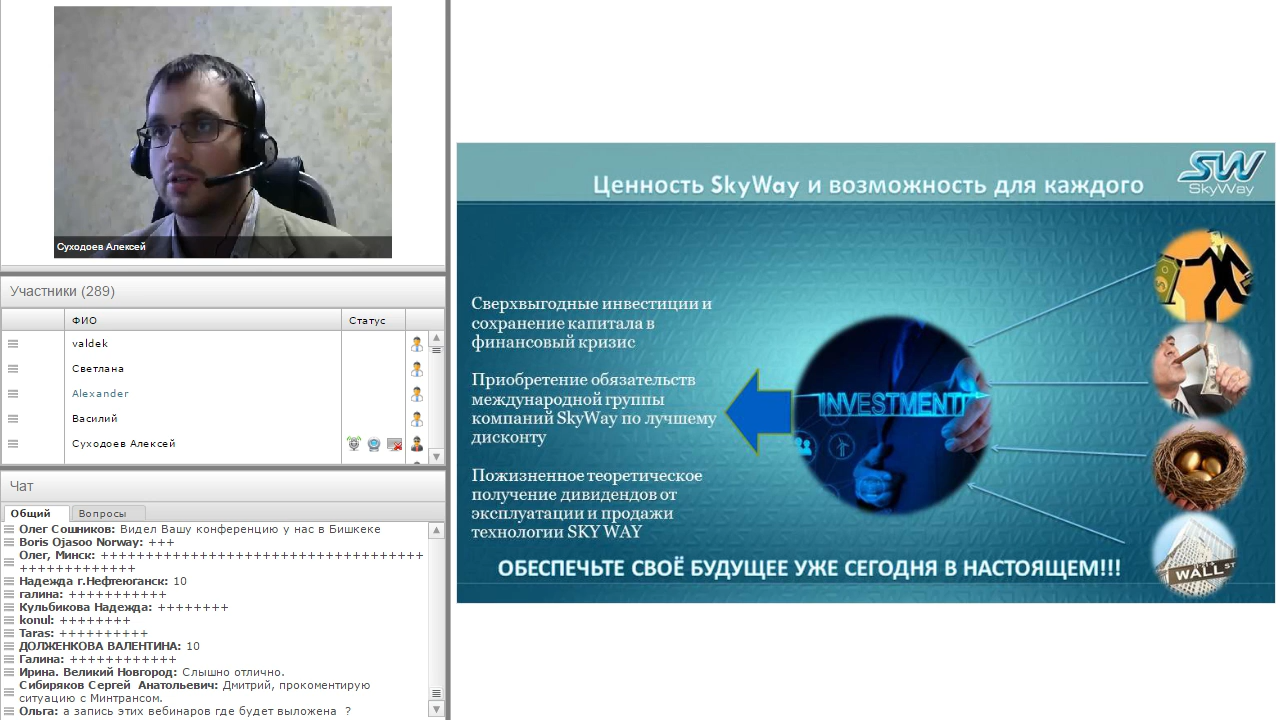 Суходоев Алексей
Участники (289)
ФИО Статус
valdek
Светлана
Alexander
Василий
Суходоев Алексей
Чат
Общий Вопросы
Олег Сошников: Видел Вашу конференцию у нас в Бишкеке
Boris Ojasoo Norway: +++
Олег, Минск: ++++++++++++++++++++++++++++++++++++
+++++++++++++
Надежда г.Нефтеюганск: 10
галина: +++++++++++
Кульбикова Надежда: ++++++++
konul: ++++++++
Taras: ++++++++++
ДОЛЖЕНКОВА ВАЛЕНТИНА: 10
Галина: ++++++++++++
Ирина. Великий Новгород: Слышно отлично.
Сибиряков Сергей Анатольевич: Дмитрий, прокоментирую
ситуацию с Минтрансом.
Ольга: а запись этих вебинаров где будет выложена ?
Ценность SkyWay и возможность для каждого
SW
SkyWay
Сверхвыгодные инвестиции и
сохранение капитала в
финансовый кризис
Приобретение обязательств
международной группы
компаний SkyWay по лучшему
дисконту
Пожизненное теоретическое
получение дивидендов от
эксплуатации и продажи
технологии SKY WAY
INVESTMENT
WALL ST
ОБЕСПЕЧЬТЕ СВОЁ БУДУЩЕЕ УЖЕ СЕГОДНЯ В НАСТОЯЩЕМ!!!